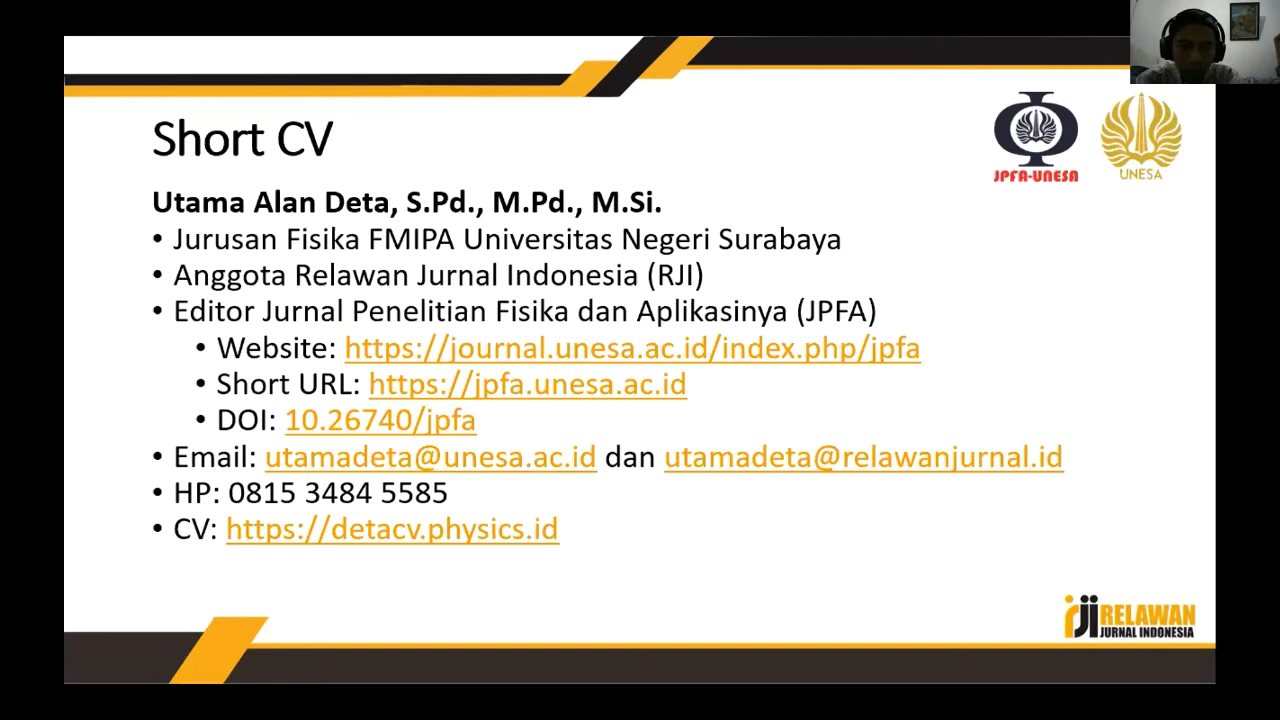 JPFA-UNESA
UNESA
Short CV
Utama Alan Deta, S.Pd., M.Pd., M.Si.
• Jurusan Fisika FMIPA Universitas Negeri Surabaya
• Anggota Relawan Jurnal Indonesia (RJI)
• Editor Jurnal Penelitian Fisika dan Aplikasinya (JPFA)
• Website: https://journal.unesa.ac.id/index.php/jpfa
• Short URL: https://jpfa.unesa.ac.id
• DOI: 10.26740/jpfa
• Email: utamadeta@unesa.ac.id dan utamadeta@relawanjurnal.id
• HP: 0815 3484 5585
• CV: https://detacv.physics.id
rji RELAWAN
JURNAL INDONESIA